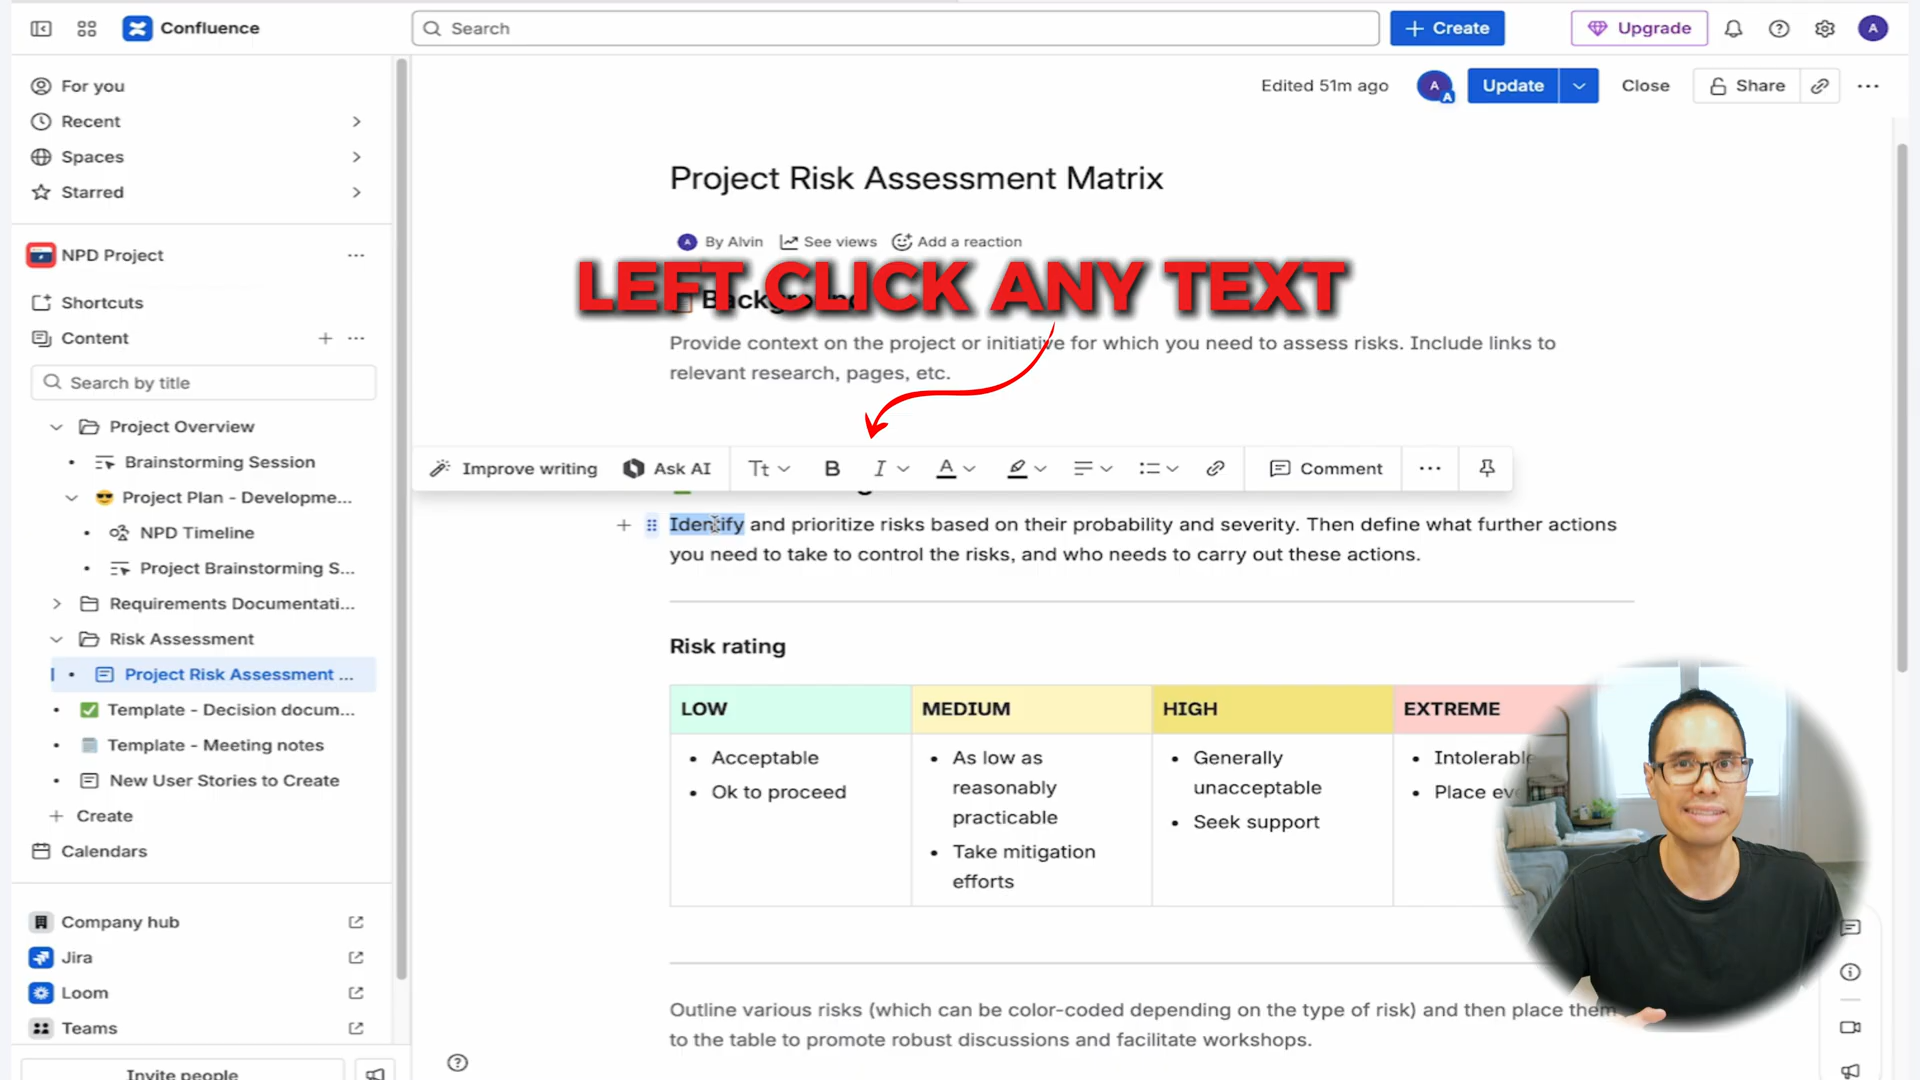 Confluence
Search
Create
Upgrade
A
For you
Recent
Spaces
Starred
NPD Project
Shortcuts
Content
Search by title
Project Overview
Brainstorming Session
Project Plan - Developme...
NPD Timeline
Project Brainstorming S...
Requirements Documentati...
Risk Assessment
Project Risk Assessment ...
Template - Decision docum...
Template - Meeting notes
New User Stories to Create
Create
Calendars
Company hub
Jira
Loom
Teams
Invite people
Edited 51m ago
A
A
Update
Close
Share
Project Risk Assessment Matrix
A By Alvin See views Add a reaction
LEFT CLICK ANY TEXT
Background
Provide context on the project or initiative for which you need to assess risks. Include links to
relevant research, pages, etc.
Improve writing Ask AI Tt B I A Comment
Identify and prioritize risks based on their probability and severity. Then define what further actions
you need to take to control the risks, and who needs to carry out these actions.
Risk rating
LOW MEDIUM HIGH EXTREME
• Acceptable
• Ok to proceed
• As low as
reasonably
practicable
• Take mitigation
efforts
• Generally
unacceptable
• Seek support
• Intolerable
• Place
Outline various risks (which can be color-coded depending on the type of risk) and then place them
to the table to promote robust discussions and facilitate workshops.